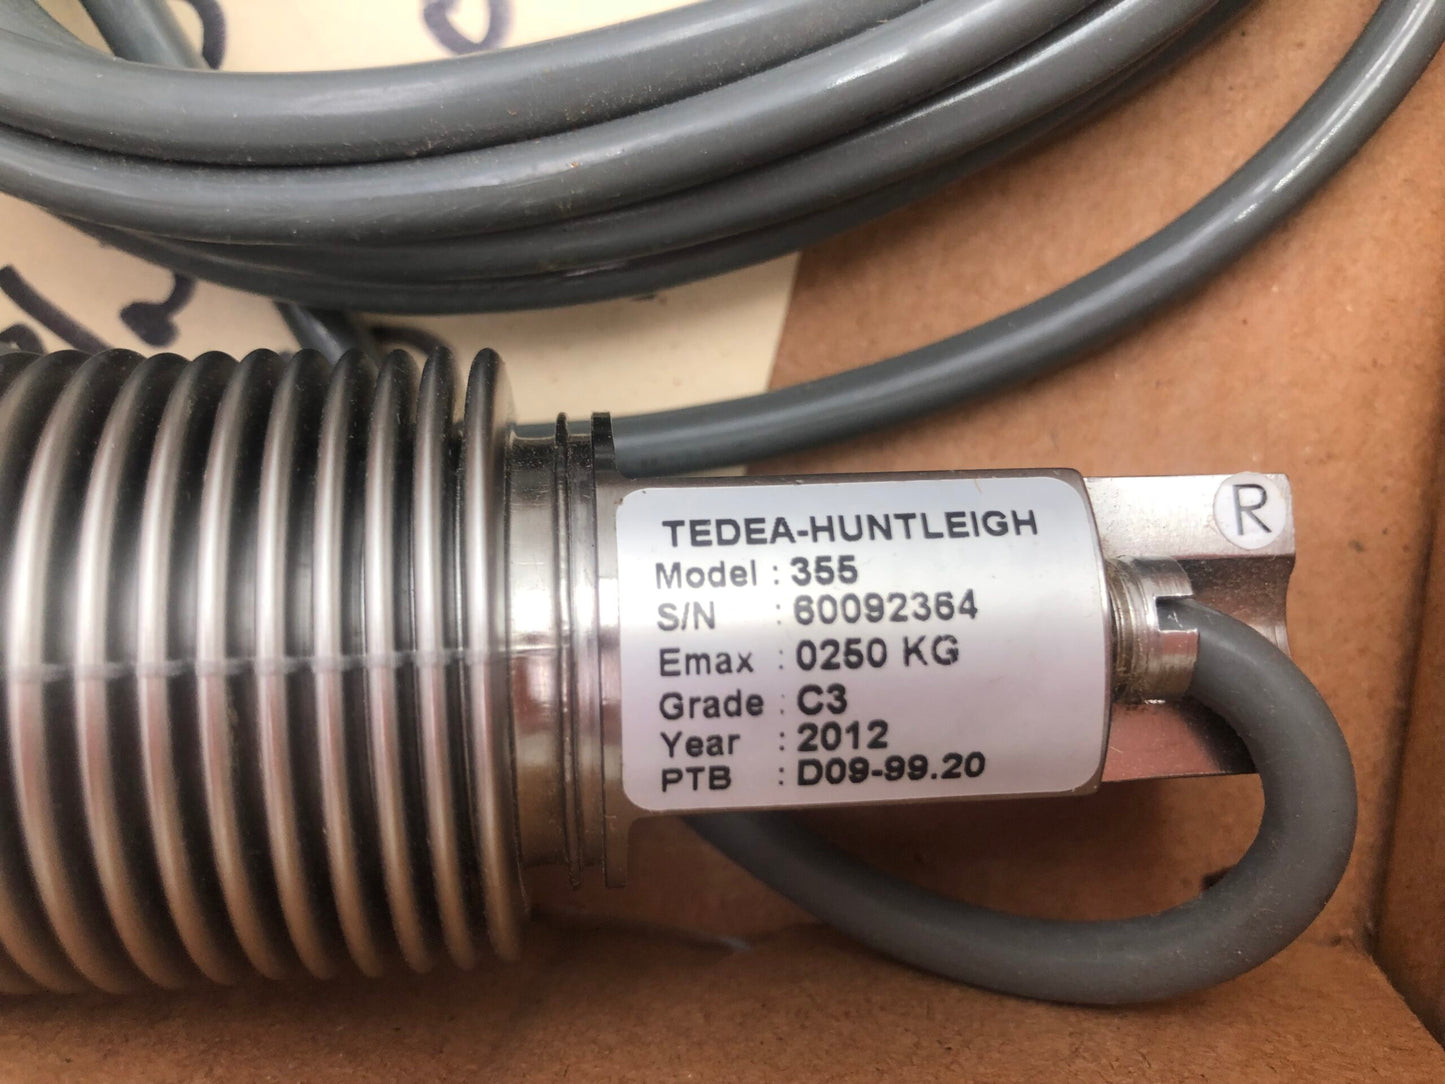 TEDEA-HUNTLEIGH
R
Model : 355
S/N : 60092364
Emax : 0250 KG
Grade : C3
Year : 2012
PTB : D09-99.20